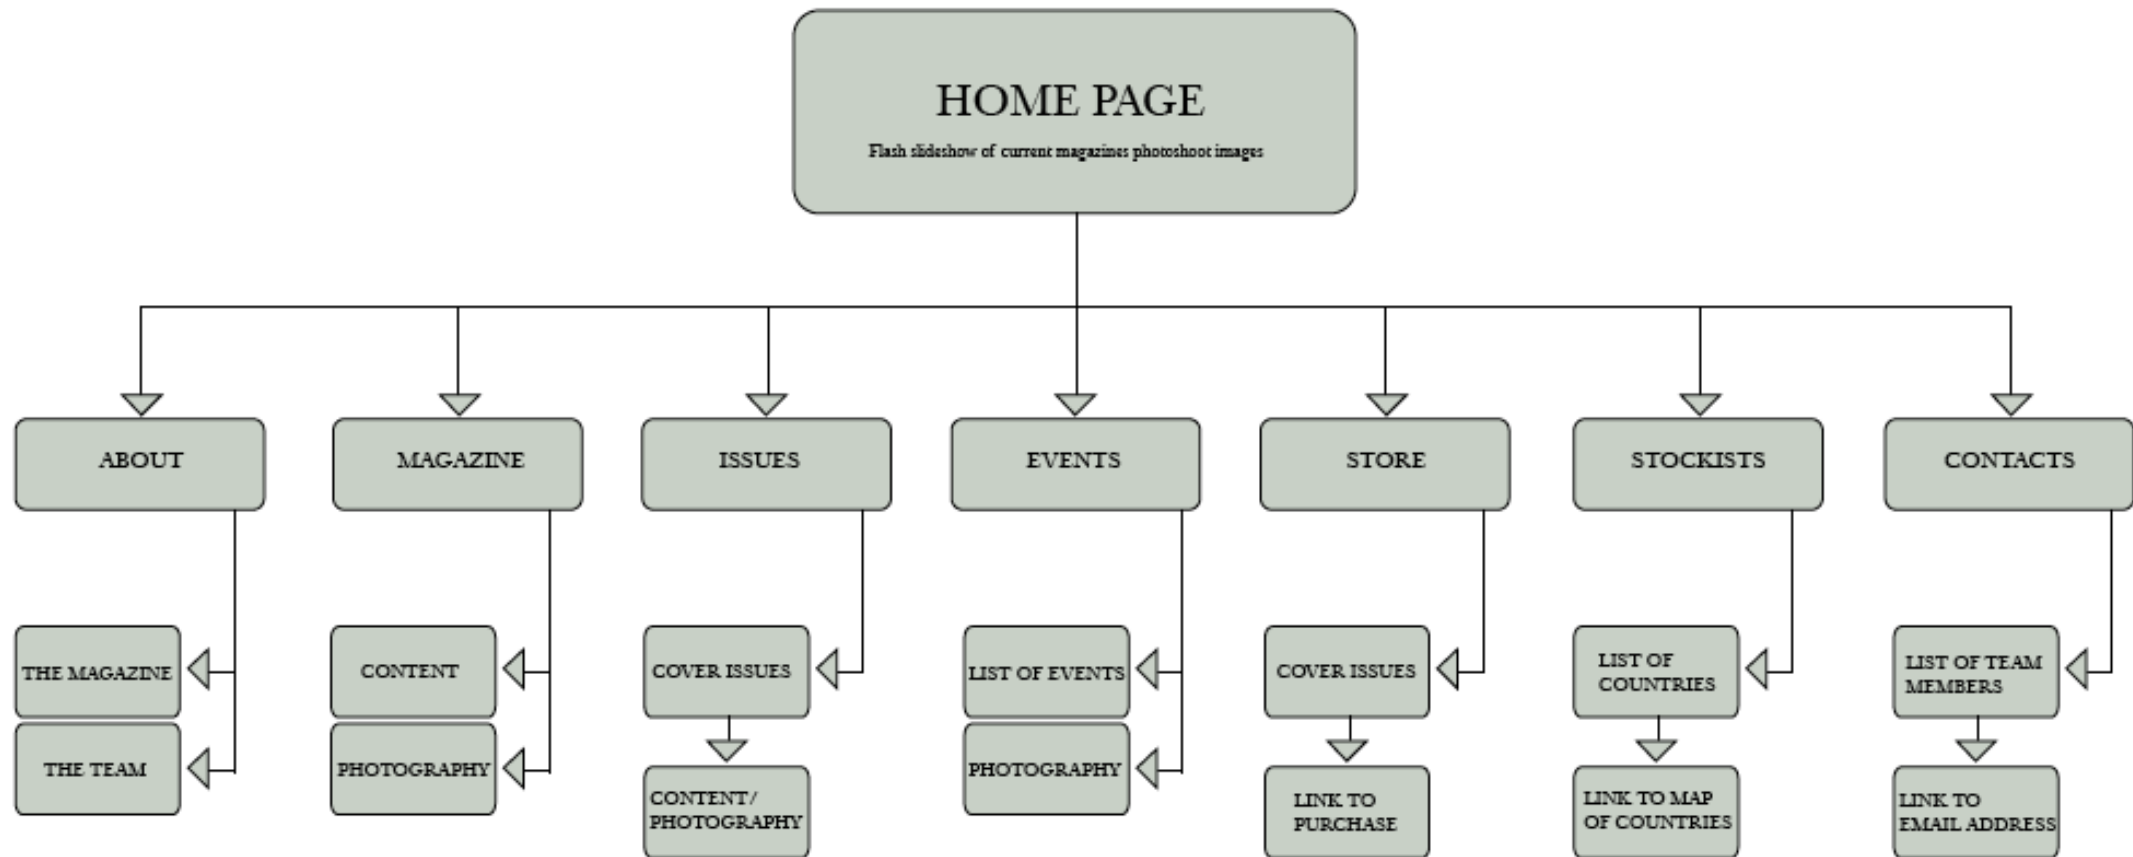 HOME PAGE
Flash slideshow of current magazines photoshoot images
ABOUT
MAGAZINE
ISSUES
EVENTS
STORE
STOCKISTS
CONTACTS
THE MAGAZINE
CONTENT
COVER ISSUES
LIST OF EVENTS
COVER ISSUES
LIST OF
COUNTRIES
LIST OF TEAM
MEMBERS
THE TEAM
PHOTOGRAPHY
CONTENT/
PHOTOGRAPHY
PHOTOGRAPHY
LINK TO
PURCHASE
LINK TO MAP
OF COUNTRIES
LINK TO
EMAIL ADDRESS